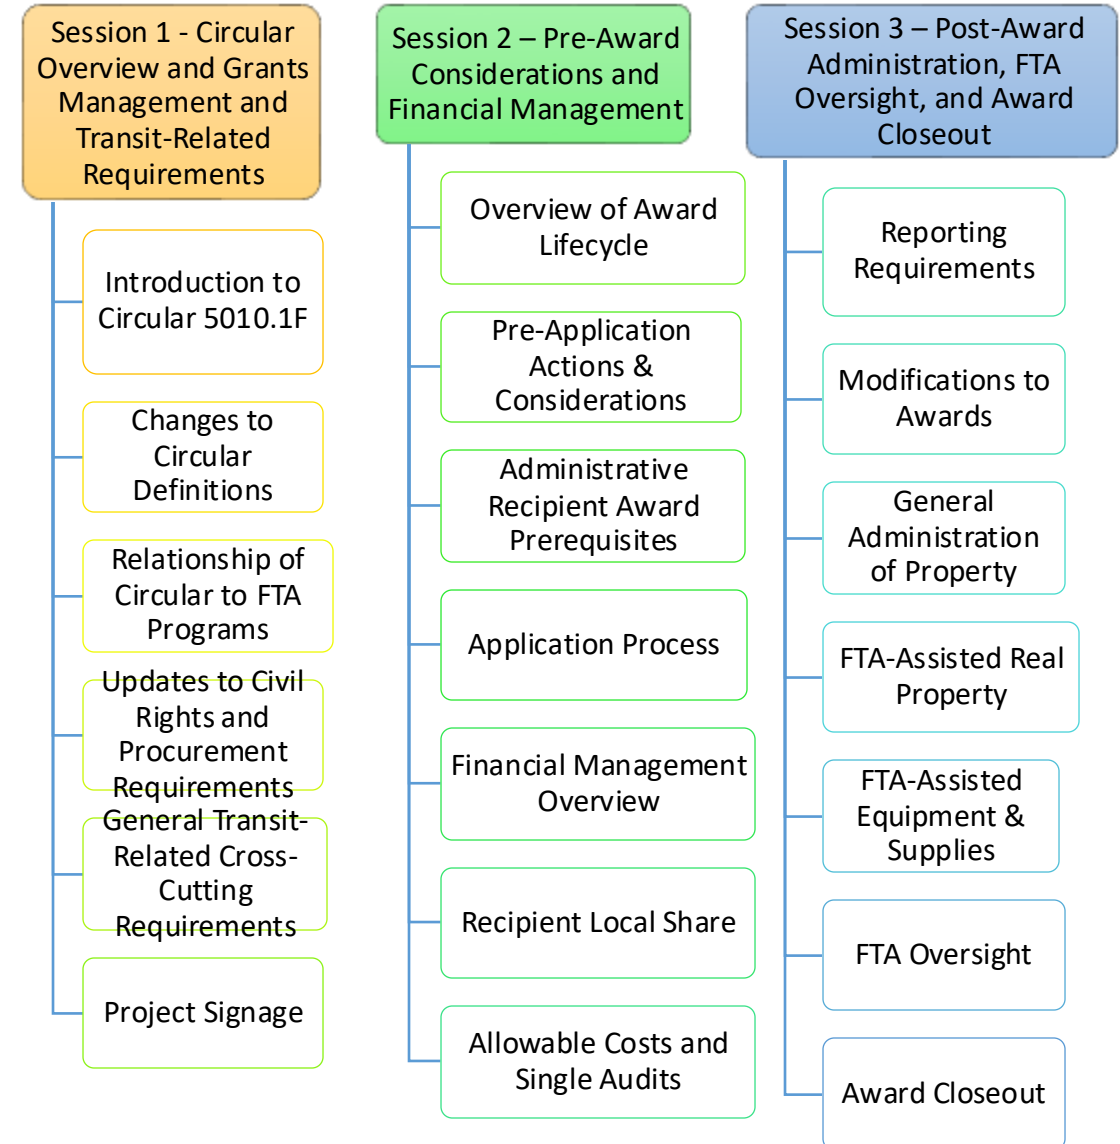 Session 1 - Circular
Overview and Grants
Management and
Transit-Related
Requirements
Introduction to
Circular 5010.1F
Changes to
Circular
Definitions
Relationship of
Circular to FTA
Programs
Updates to Civil
Rights and
Procurement
Requirements
General Transit-
Related Cross-
Cutting
Requirements
Project Signage
Session 2 – Pre-Award
Considerations and
Financial Management
Overview of Award
Lifecycle
Pre-Application
Actions &
Considerations
Administrative
Recipient Award
Prerequisites
Application Process
Financial Management
Overview
Recipient Local Share
Allowable Costs and
Single Audits
Session 3 – Post-Award
Administration, FTA
Oversight, and Award
Closeout
Reporting
Requirements
Modifications to
Awards
General
Administration
of Property
FTA-Assisted Real
Property
FTA-Assisted
Equipment &
Supplies
FTA Oversight
Award Closeout